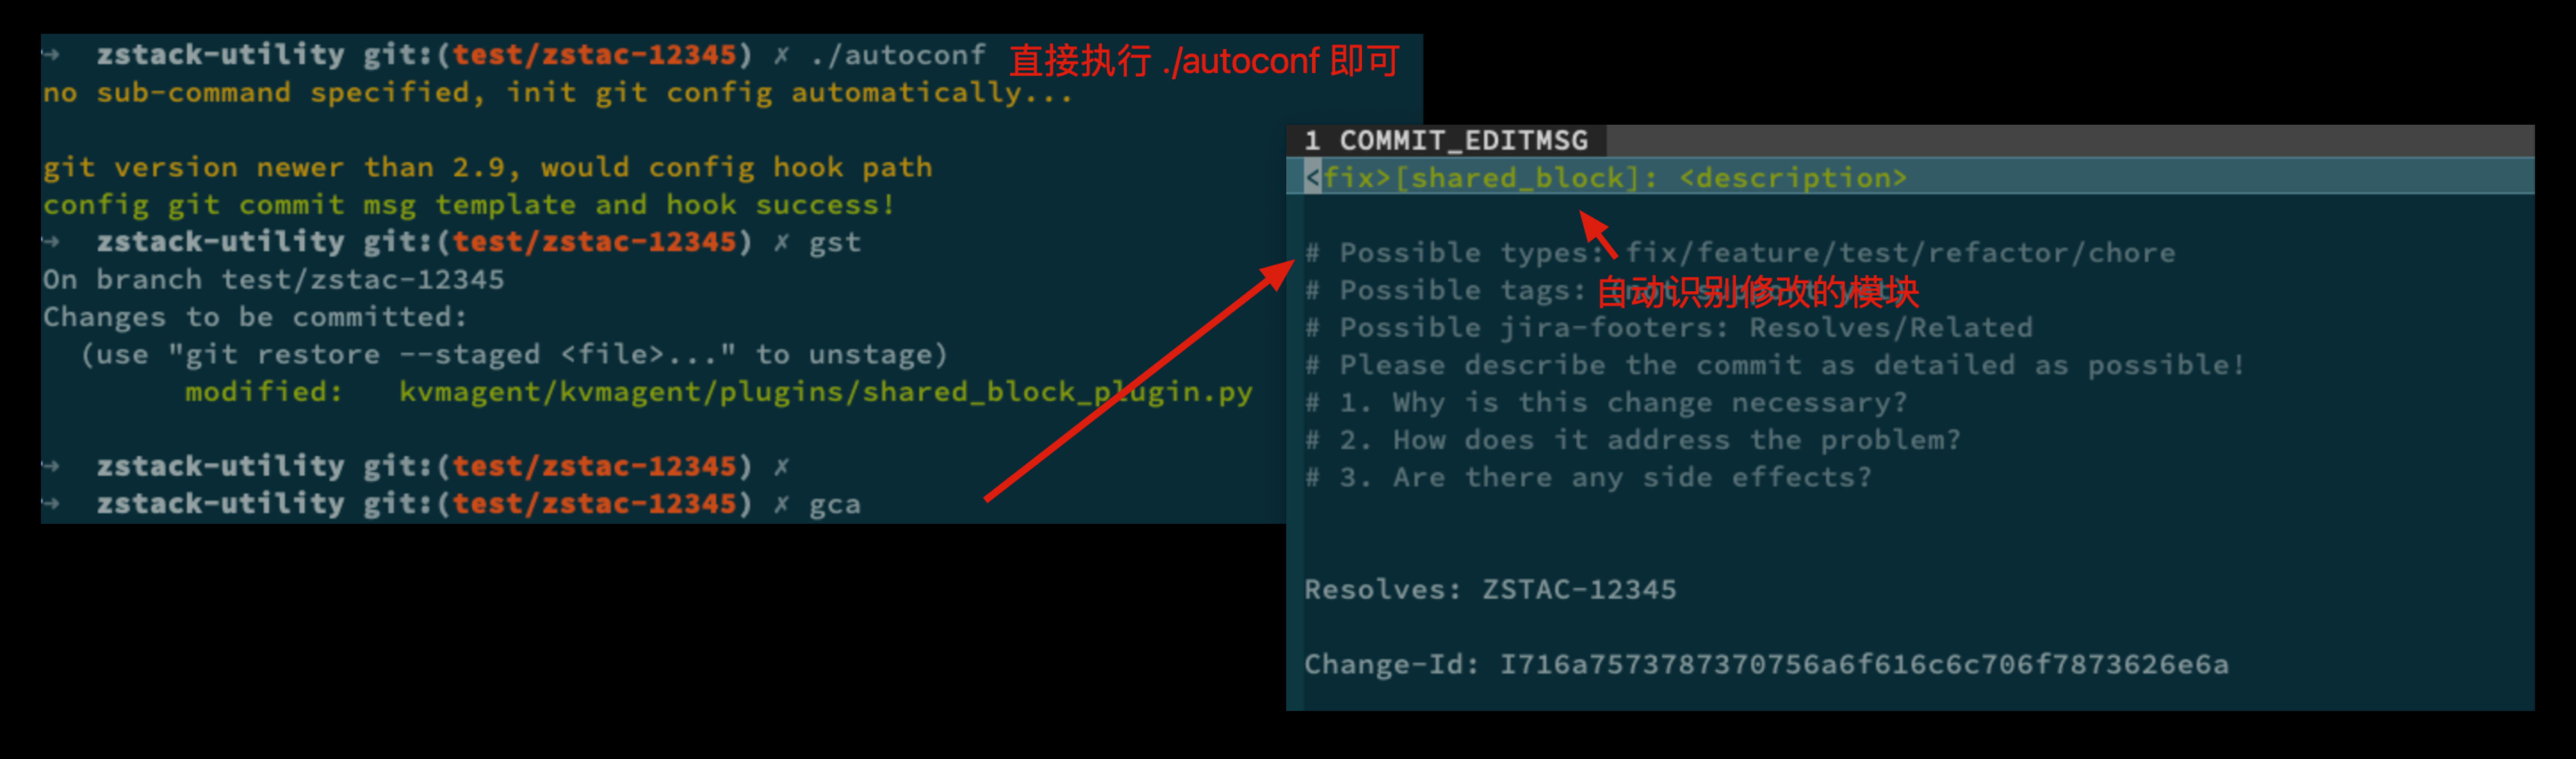 → zstack-utility git:(test/zstac-12345) ✗ ./autoconf 直接执行 ./autoconf 即可
no sub-command specified, init git config automatically...
git version newer than 2.9, would config hook path
config git commit msg template and hook success!
→ zstack-utility git:(test/zstac-12345) ✗ gst
On branch test/zstac-12345
Changes to be committed:
(use "git restore --staged <file>..." to unstage)
modified: kvmagent/kvmagent/plugins/shared_block_plugin.py
→ zstack-utility git:(test/zstac-12345) ✗
→ zstack-utility git:(test/zstac-12345) ✗ gca
1 COMMIT_EDITMSG
<fix>[shared_block]: <description>
# Possible types: fix/feature/test/refactor/chore
# Possible tags: (not support yet)
自动识别修改的模块
# Possible jira-footers: Resolves/Related
# Please describe the commit as detailed as possible!
# 1. Why is this change necessary?
# 2. How does it address the problem?
# 3. Are there any side effects?
Resolves: ZSTAC-12345
Change-Id: I716a7573787370756a6f616c6c706f7873626e6a